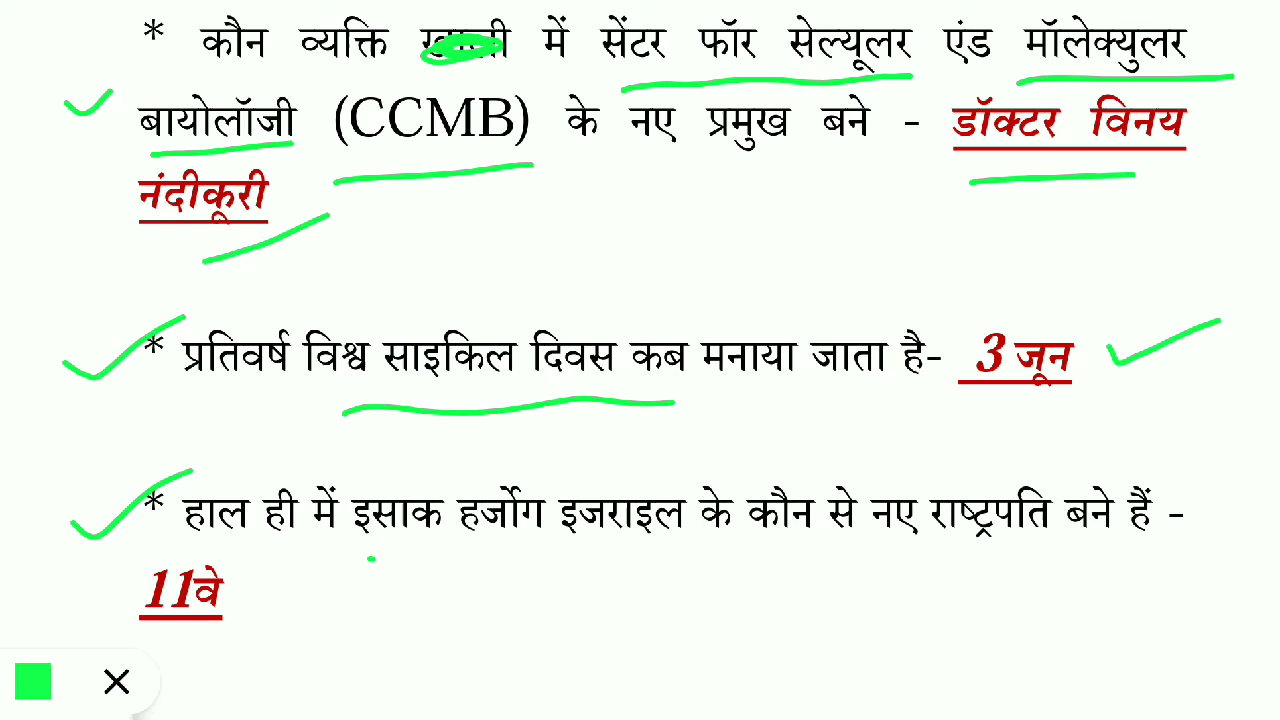 * कौन व्यक्ति खाली में सेंटर फॉर सेल्यूलर एंड मॉलेक्युलर
बायोलॉजी (CCMB) के नए प्रमुख बने - डॉक्टर विनय
नंदीकूरी
* प्रतिवर्ष विश्व साइकिल दिवस कब मनाया जाता है- 3 जून
* हाल ही में इसाक हर्जोग इजराइल के कौन से नए राष्ट्रपति बने हैं -
11वे